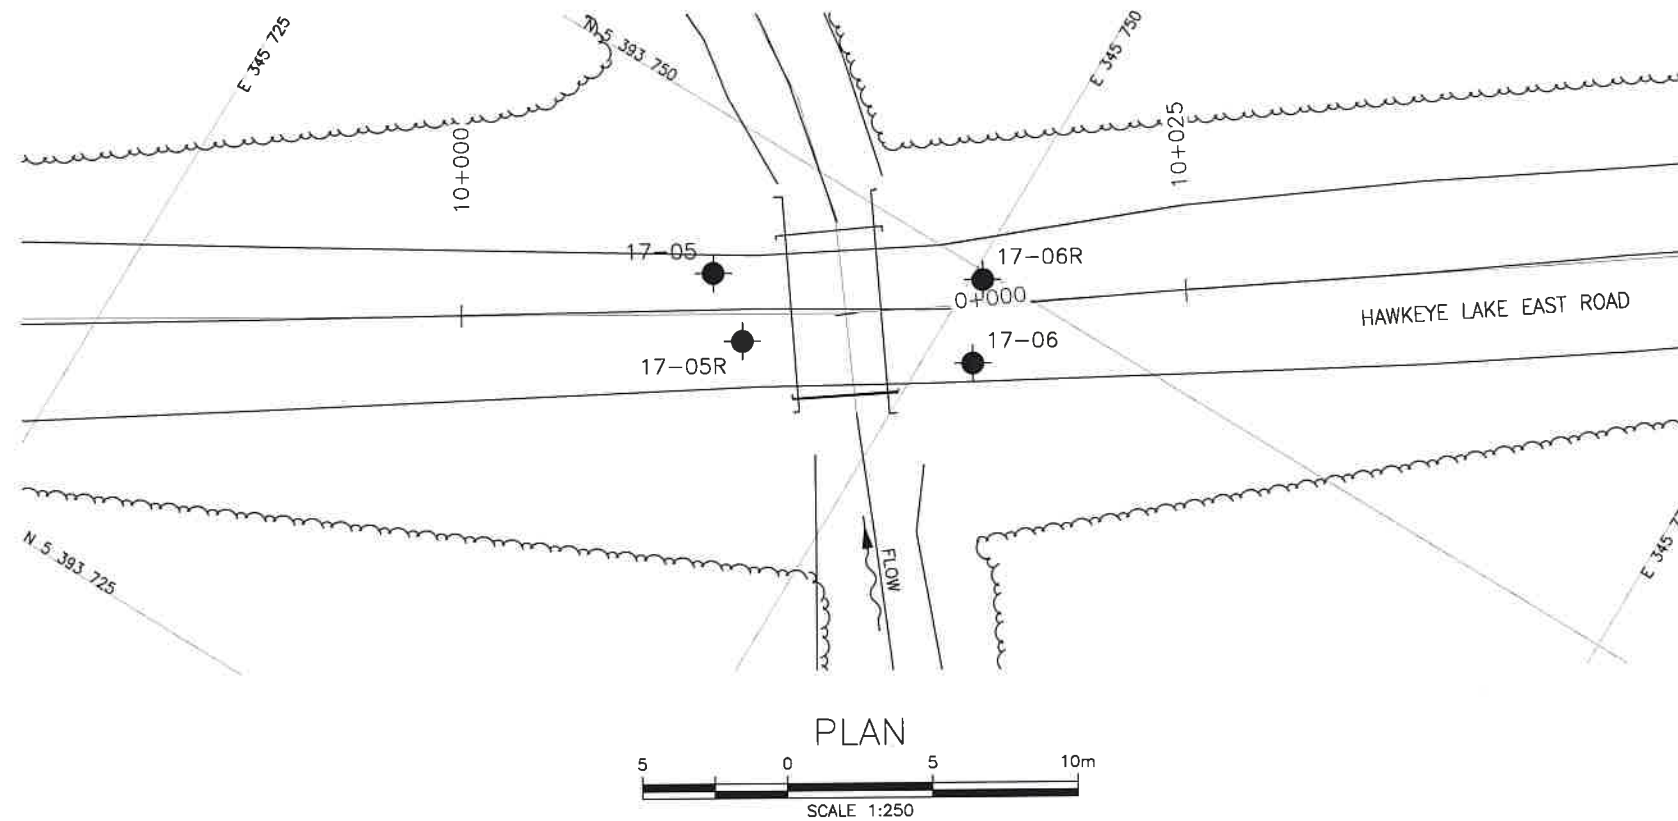 E 345 725
N 5 393 750
E 345 750
10+000
10+025
17-05
17-06R
0+000
HAWKEYE LAKE EAST ROAD
17-06
17-05R
N 5 393 725
FLOW
PLAN
5 0 5 10m
SCALE 1:250